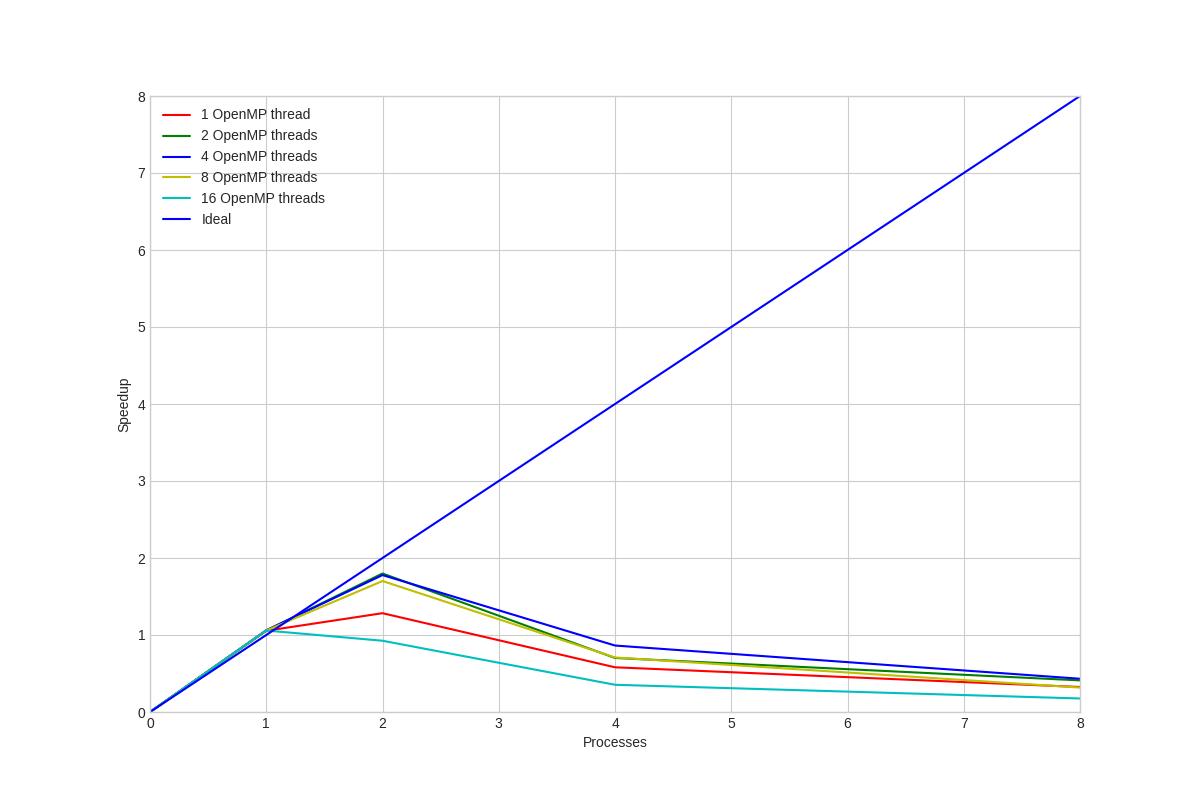 1 OpenMP thread
2 OpenMP threads
4 OpenMP threads
8 OpenMP threads
16 OpenMP threads
Ideal
8
7
6
5
4
3
2
1
0
Speedup
0 1 2 3 4 5 6 7 8
Processes